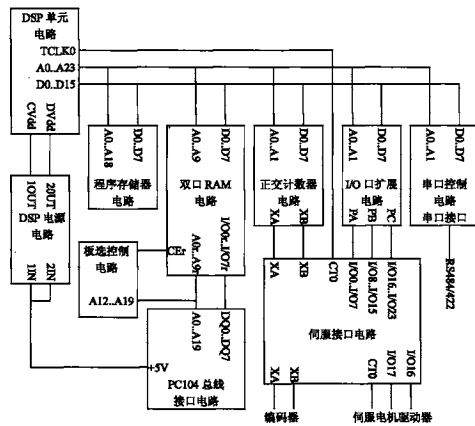 DSP 单元
电路
TCLK0
A0..A23
D0..D15
CVdd
DVdd
1OUT
2OUT
DSP 电源
电路
1IN
2IN
A0..A18
D0..D7
程序存储器
电路
A0..A9
D0..D7
双口 RAM
电路
CEr
A0r..A9r
I/O0r..I/O7r
A0..A1
D0..D7
正交计数器
电路
XA
XB
A0..A1
D0..D7
I/O 口扩展
电路
PA
PB
PC
A0..A1
D0..D7
串口控制
电路
串口接口
RS484/422
板选控制
电路
A12..A19
A0..A19
DQ0..DQ7
+5V
PC104 总线
接口电路
XA
XB
CT0
I/O0..I/O7
I/O8..I/O15
I/O16..I/O23
伺服接口电路
XA
XB
CT0
I/O17
I/O16
编码器
伺服电机驱动器